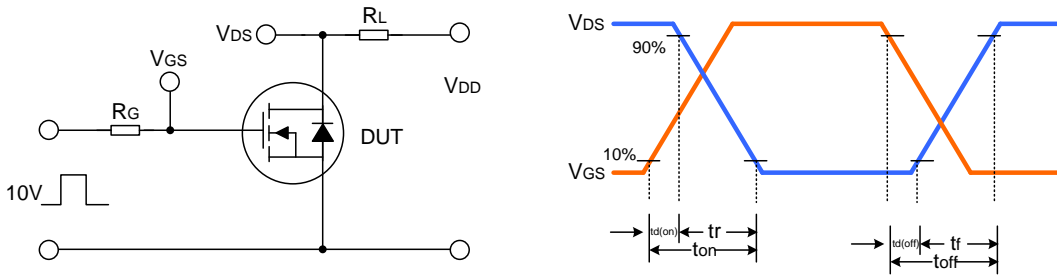 VDS
RL
VGS
VDD
RG
DUT
10V
VDS
90%
10%
VGS
td(on)
tr
ton
td(off)
tf
toff